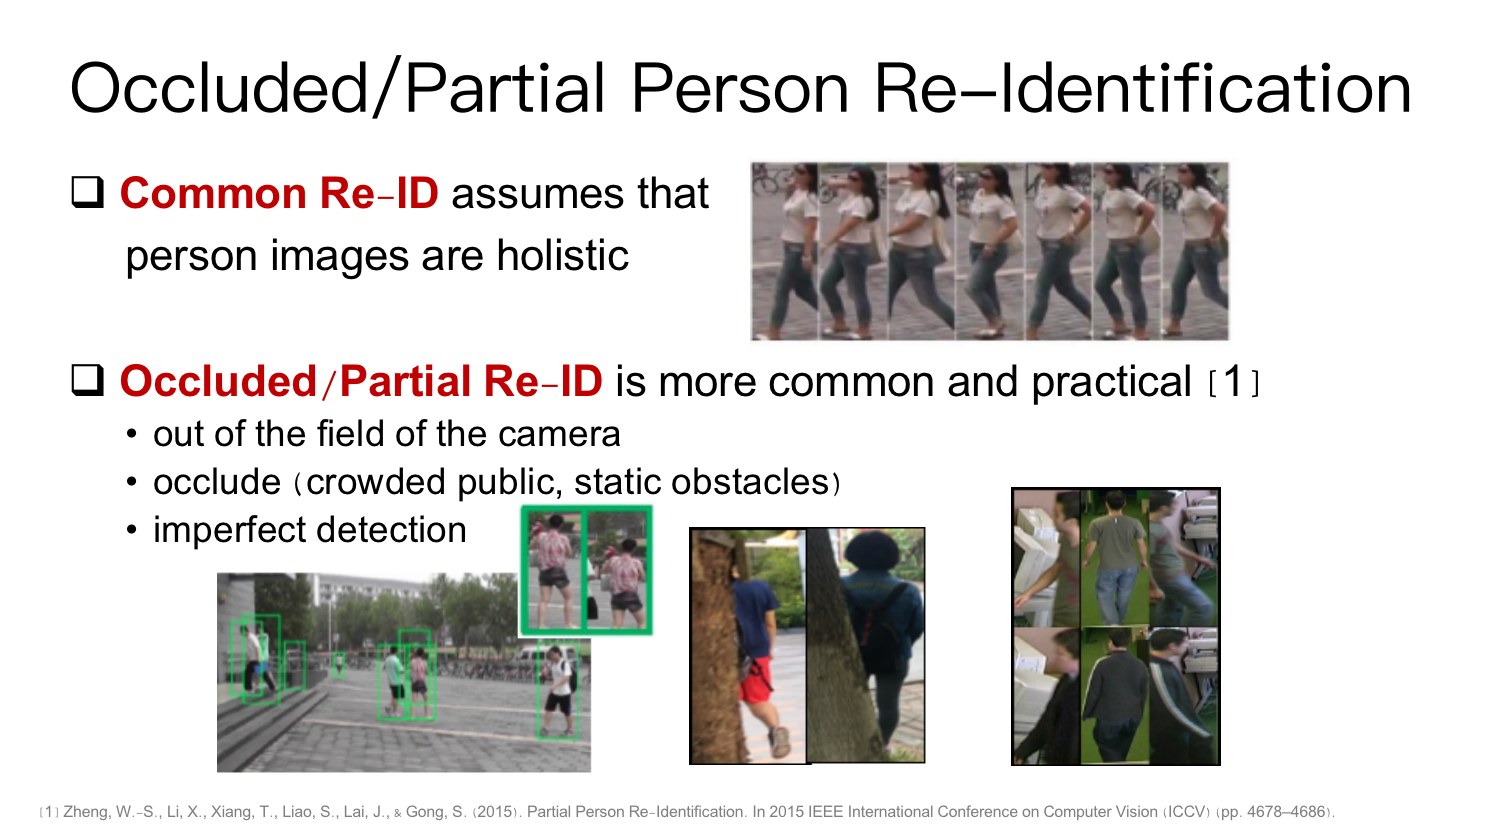 Occluded/Partial Person Re-Identification
❑ Common Re-ID assumes that
person images are holistic
❑ Occluded/Partial Re-ID is more common and practical [1]
• out of the field of the camera
• occlude (crowded public, static obstacles)
• imperfect detection
[1] Zheng, W.-S., Li, X., Xiang, T., Liao, S., Lai, J., & Gong, S. (2015). Partial Person Re-Identification. In 2015 IEEE International Conference on Computer Vision (ICCV) (pp. 4678–4686).